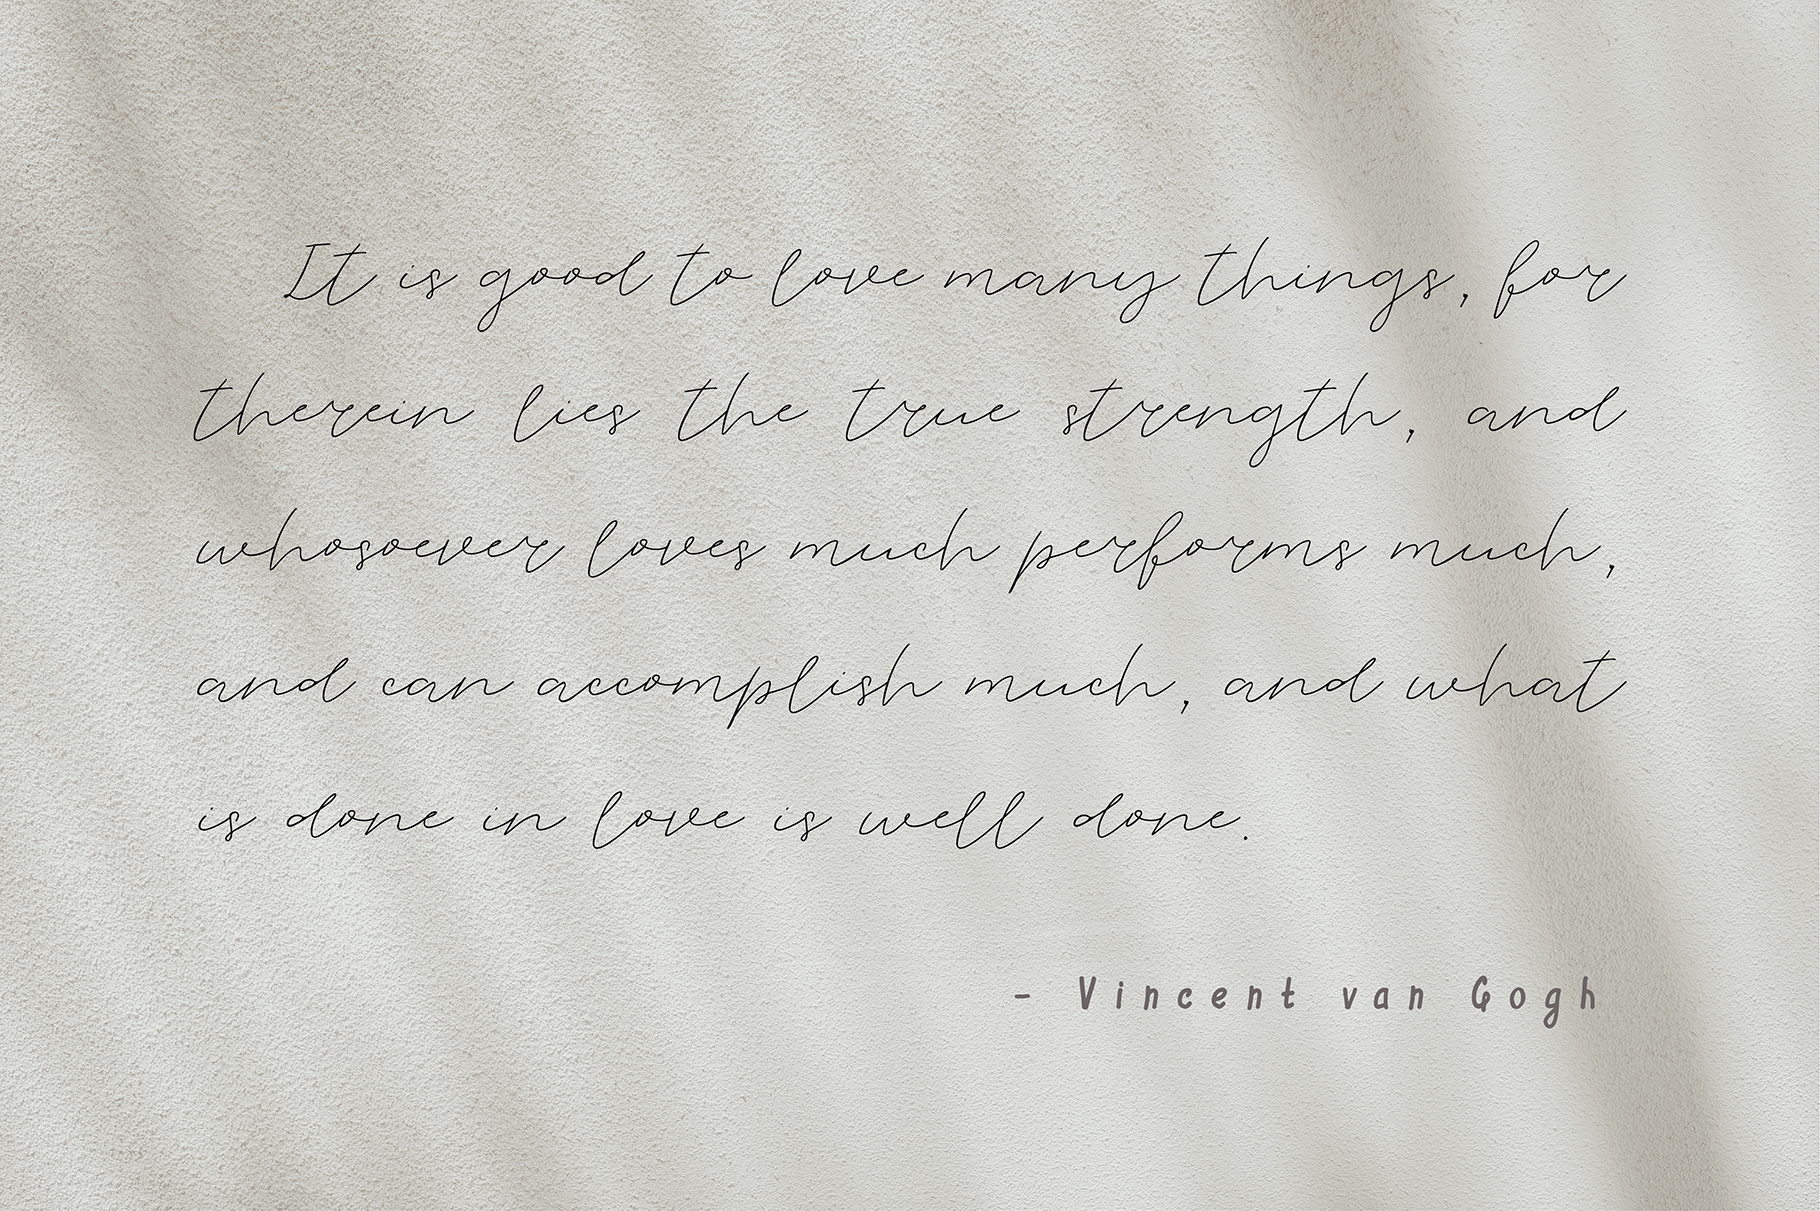 It is good to love many things, for
therein lies the true strength, and
whosoever loves much performs much,
and can accomplish much, and what
is done in love is well done.
- Vincent van Gogh